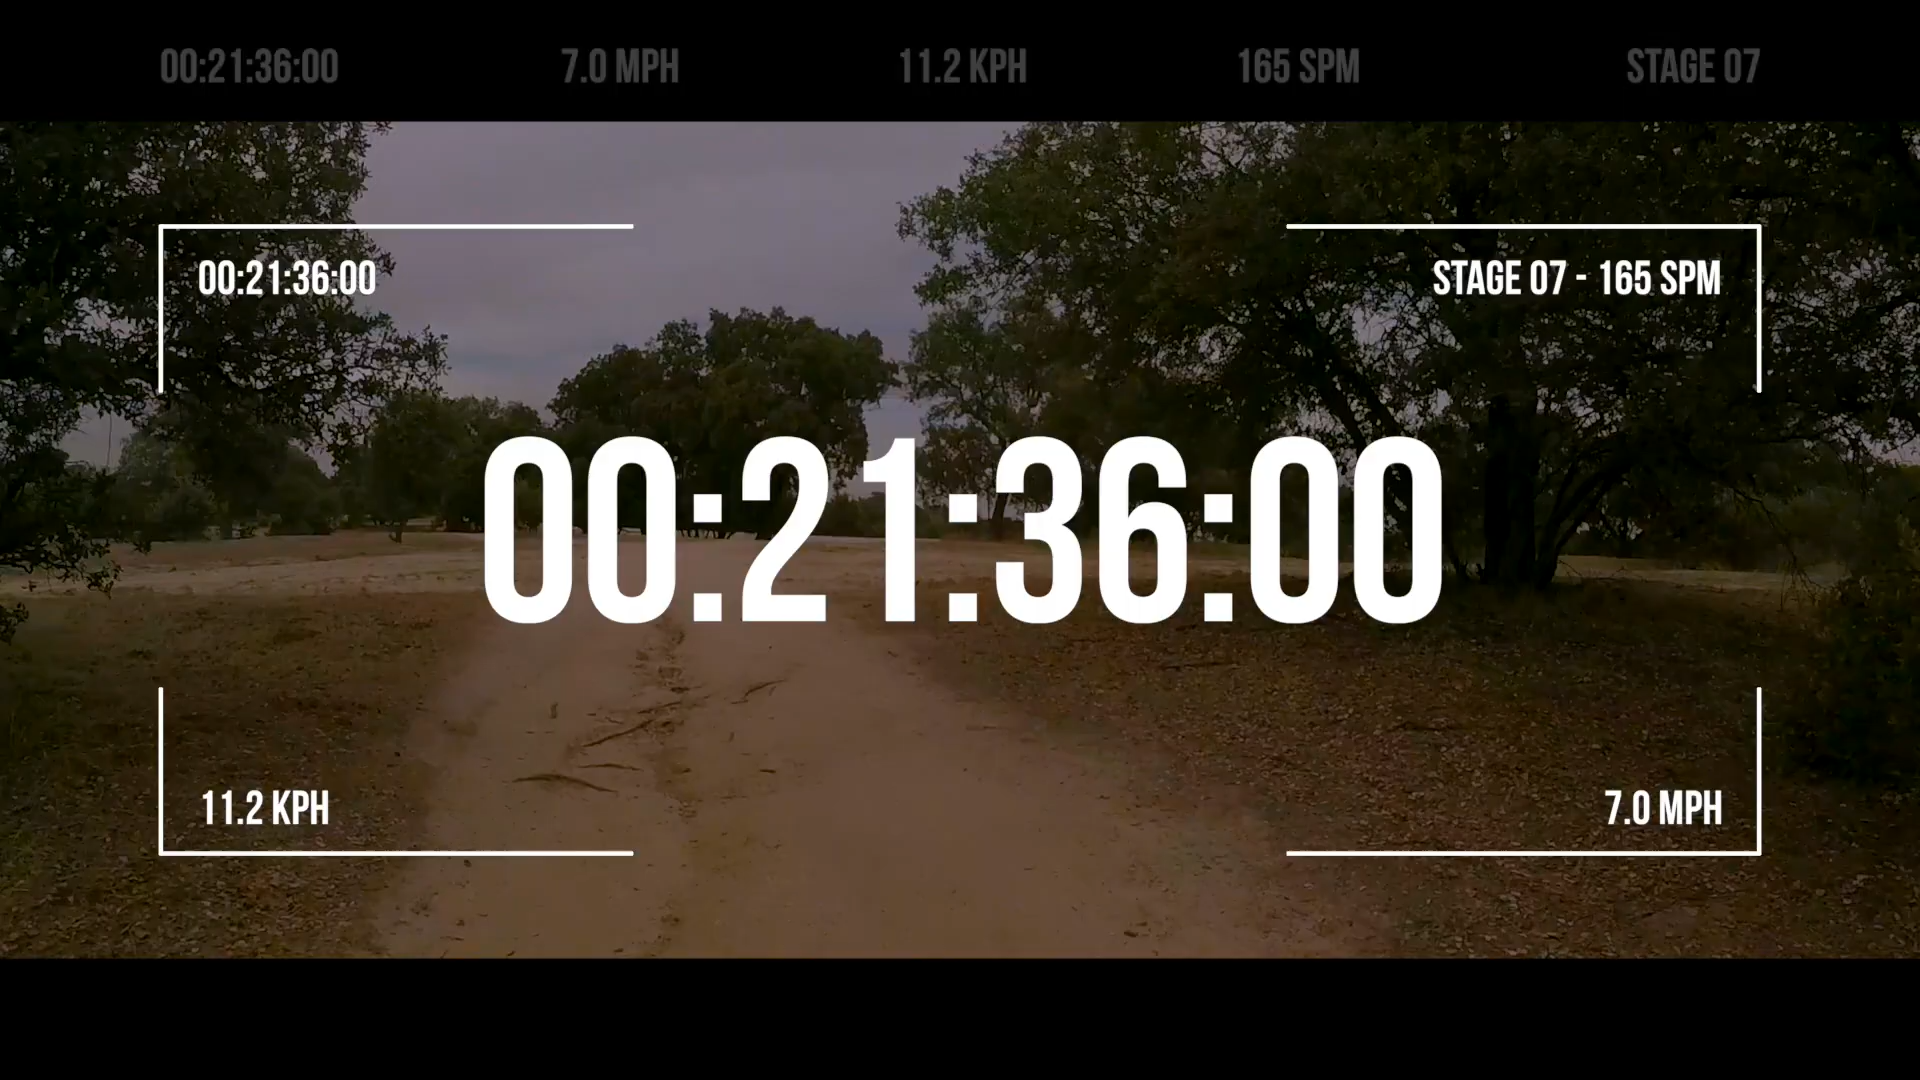 00:21:36:00 7.0 MPH 11.2 KPH 165 SPM STAGE 07
00:21:36:00 STAGE 07 - 165 SPM
00:21:36:00
11.2 KPH 7.0 MPH